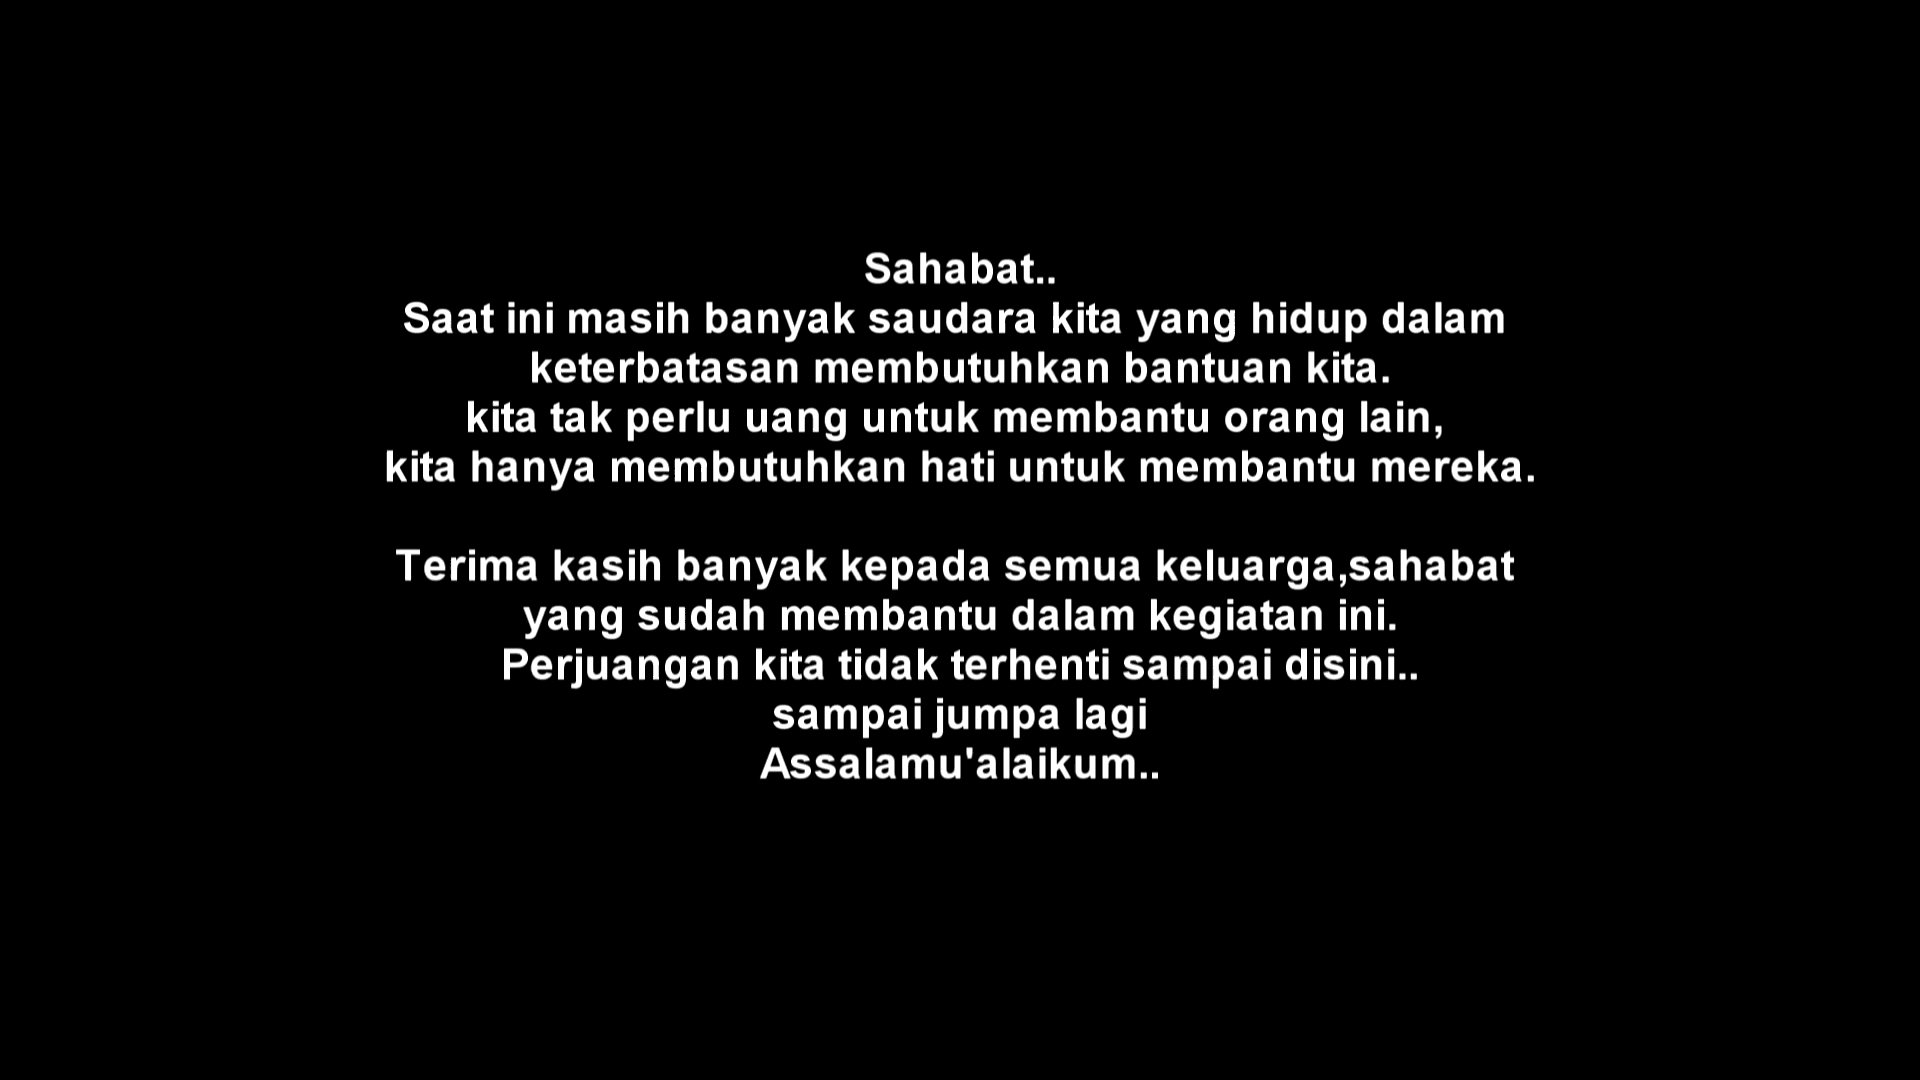 Sahabat..
Saat ini masih banyak saudara kita yang hidup dalam
keterbatasan membutuhkan bantuan kita.
kita tak perlu uang untuk membantu orang lain,
kita hanya membutuhkan hati untuk membantu mereka.
Terima kasih banyak kepada semua keluarga,sahabat
yang sudah membantu dalam kegiatan ini.
Perjuangan kita tidak terhenti sampai disini..
sampai jumpa lagi
Assalamu'alaikum..